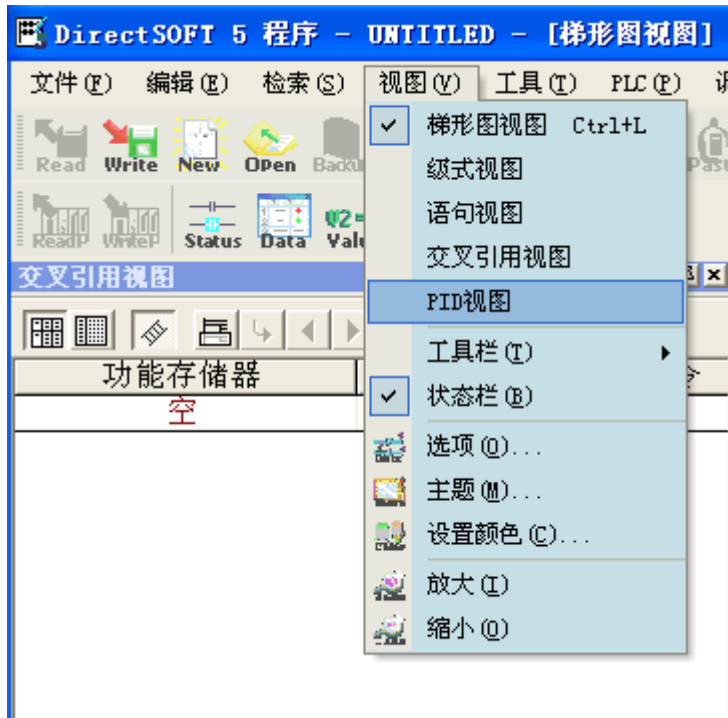 DirectSOFT 5 程序 - UNTITLED - [梯形图视图]
文件(F) 编辑(E) 检索(S) 视图(V) 工具(T) PLC(P)
Read Write New Open
ReadP WriteP Status Data
交叉引用视图
功能存储器
空
梯形图视图 Ctrl+L
级式视图
语句视图
交叉引用视图
PID视图
工具栏(T)
状态栏(B)
选项(O)...
主题(M)...
设置颜色(C)...
放大(I)
缩小(O)